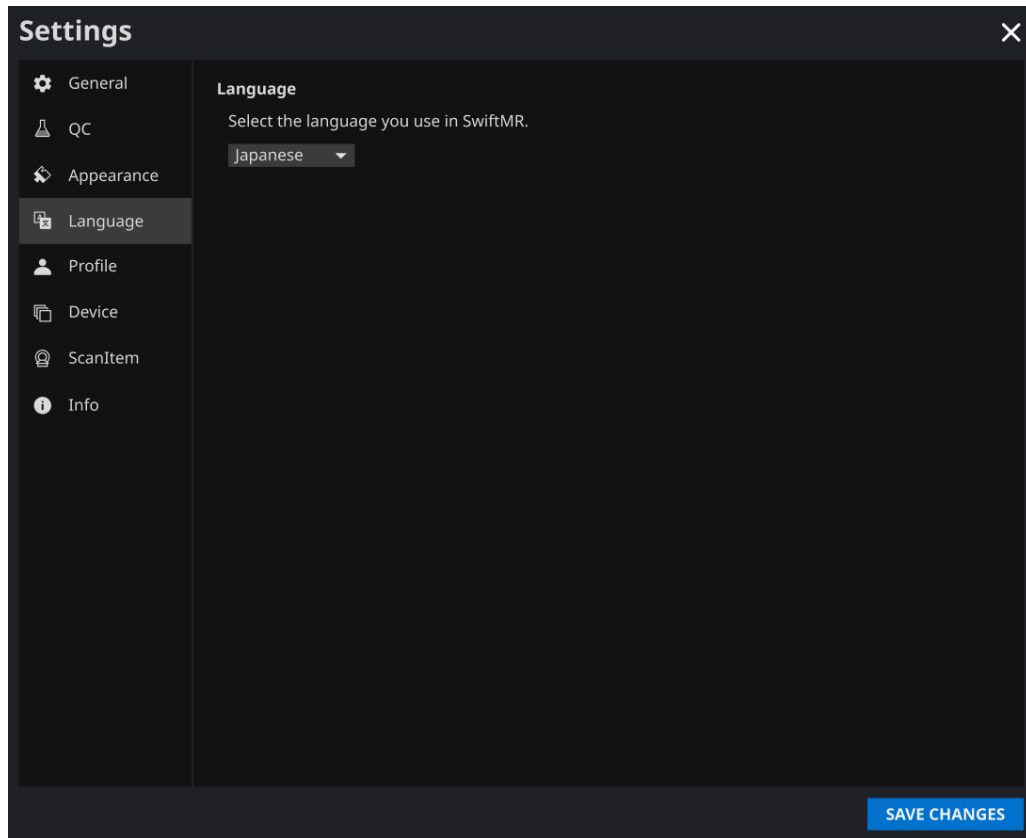 Settings
General
QC
Appearance
Language
Profile
Device
ScanItem
Info
Language
Select the language you use in SwiftMR.
Japanese
SAVE CHANGES